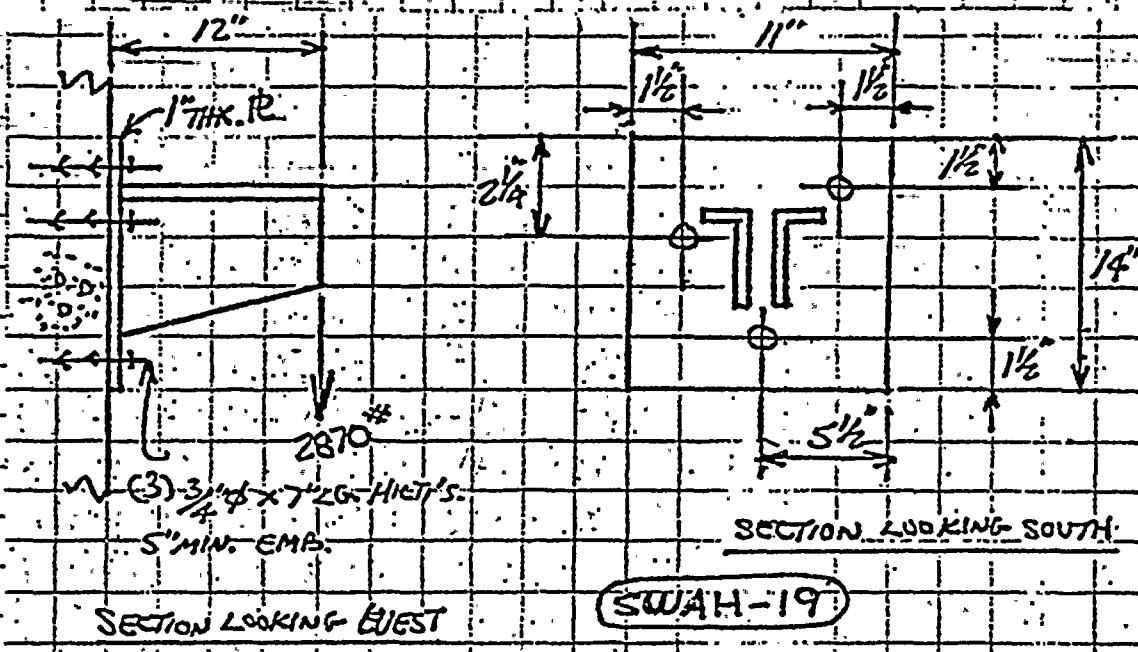 12"
11"
1½"
1½"
1" THK. PL
2¼"
1½"
14"
1½"
2870#
5½"
(3) ¾"φ x 7" LG. HILTI'S.
5" MIN. EMB.
SECTION LOOKING SOUTH
SWAH-19
SECTION LOOKING WEST